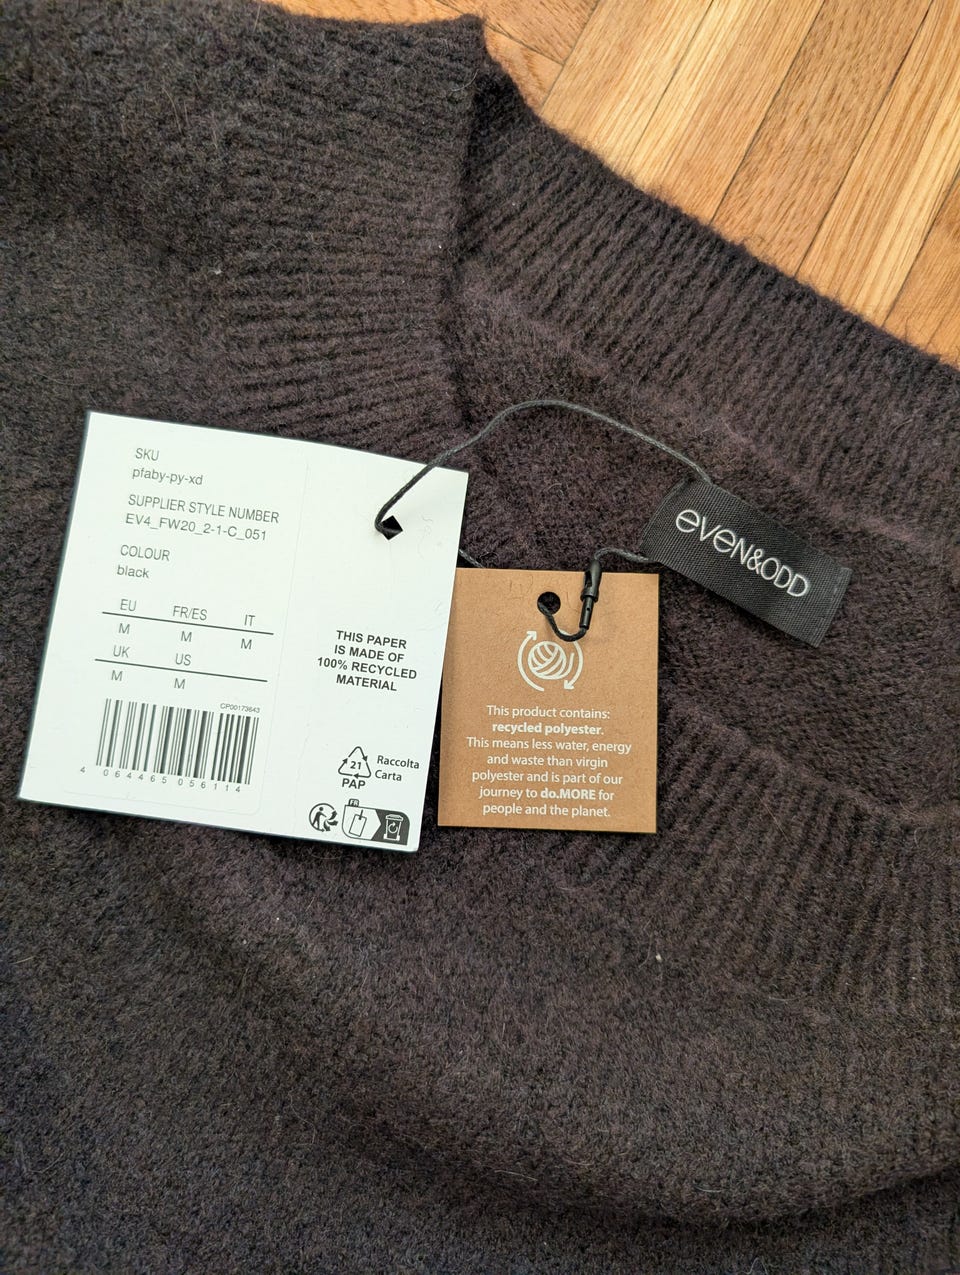 SKU
pfaby-py-xd
SUPPLIER STYLE NUMBER
EV4_FW20_2-1-C_051
COLOUR
black
EU FR/ES IT
M M M
UK US
M M
CP00173643
4 064465 056114
THIS PAPER
IS MADE OF
100% RECYCLED
MATERIAL
21
PAP
Raccolta
Carta
FR
even&odd
This product contains:
recycled polyester.
This means less water, energy
and waste than virgin
polyester and is part of our
journey to do.MORE for
people and the planet.